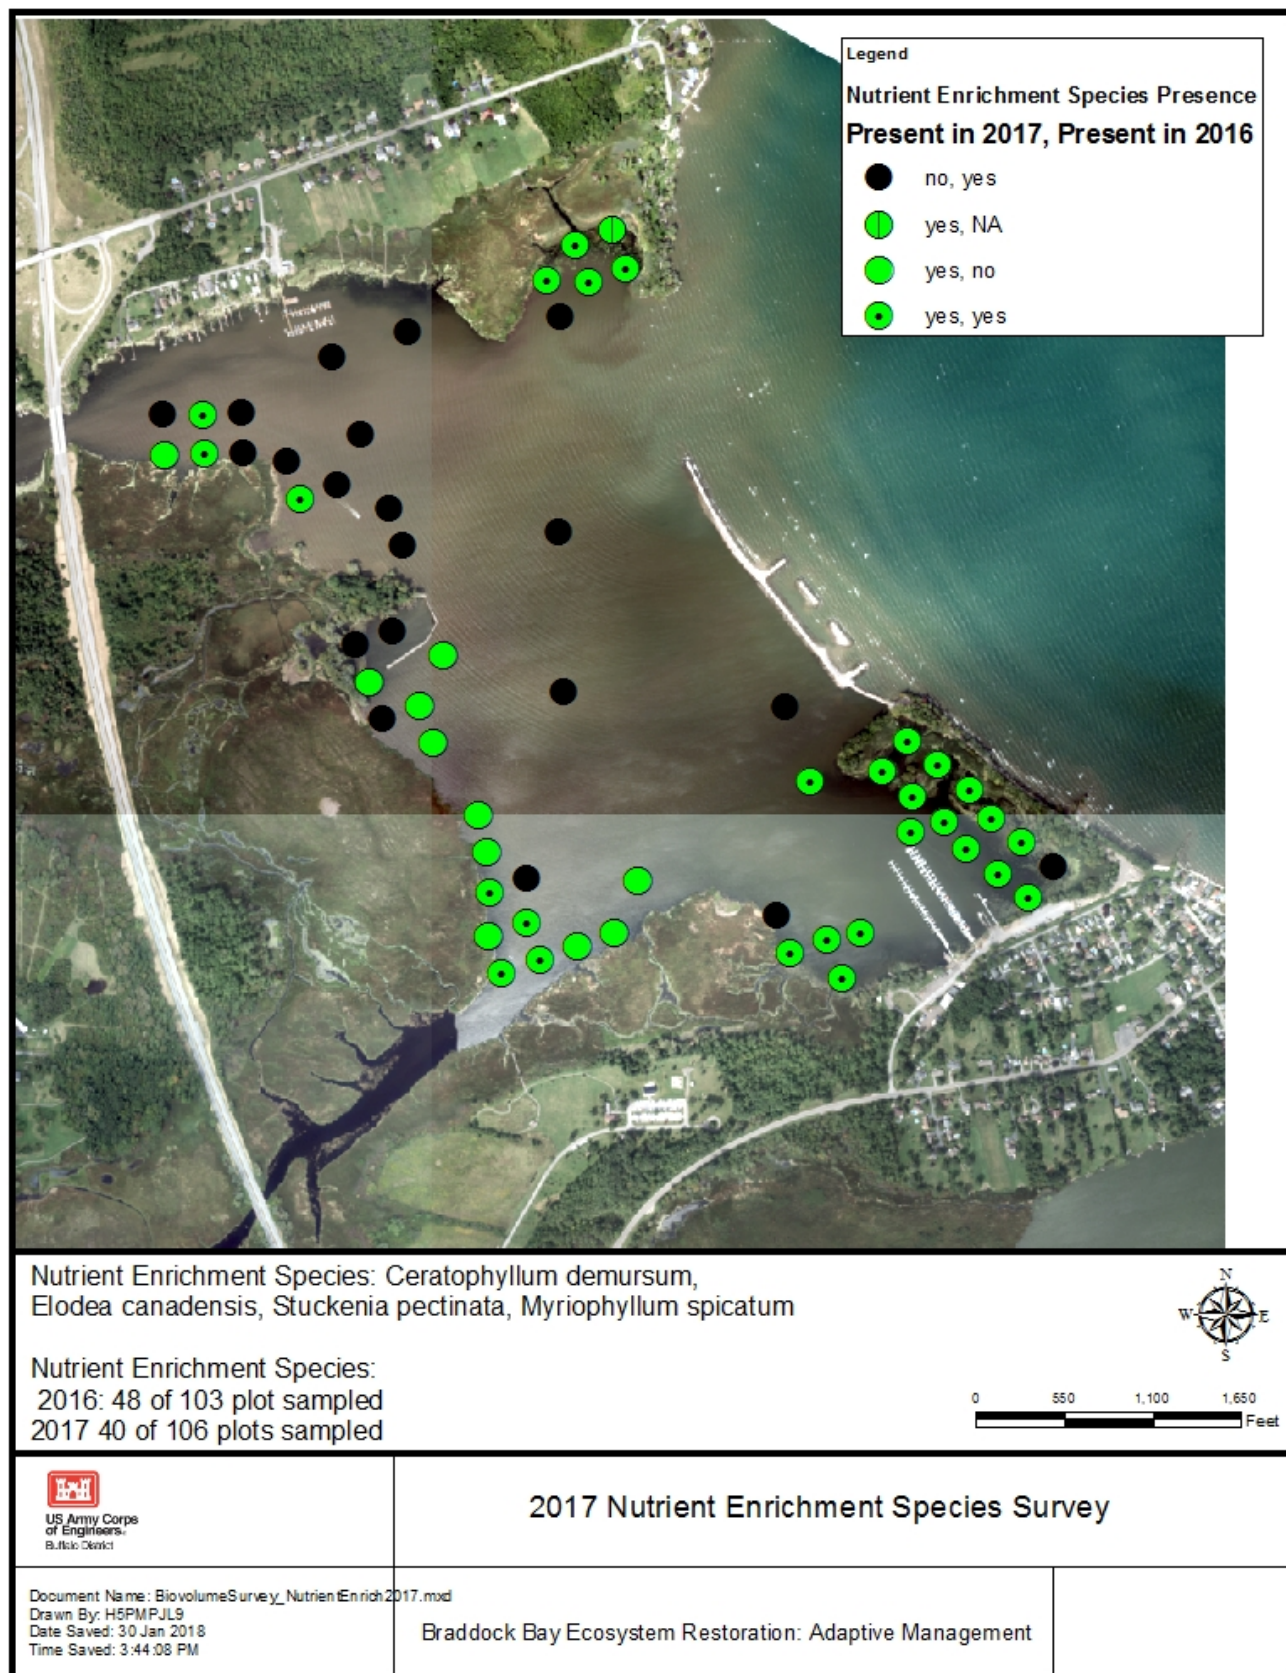 Legend
Nutrient Enrichment Species Presence
Present in 2017, Present in 2016
no, yes
yes, NA
yes, no
yes, yes
Nutrient Enrichment Species: Ceratophyllum demursum,
Elodea canadensis, Stuckenia pectinata, Myriophyllum spicatum
Nutrient Enrichment Species:
2016: 48 of 103 plot sampled
2017 40 of 106 plots sampled
N
W E
S
0 550 1,100 1,650
Feet
US Army Corps
of Engineers.
Buffalo District
2017 Nutrient Enrichment Species Survey
Document Name: BiovolumeSurvey_NutrientEnrich2017.mxd
Drawn By: H5PMPJL9
Date Saved: 30 Jan 2018
Time Saved: 3:44:08 PM
Braddock Bay Ecosystem Restoration: Adaptive Management